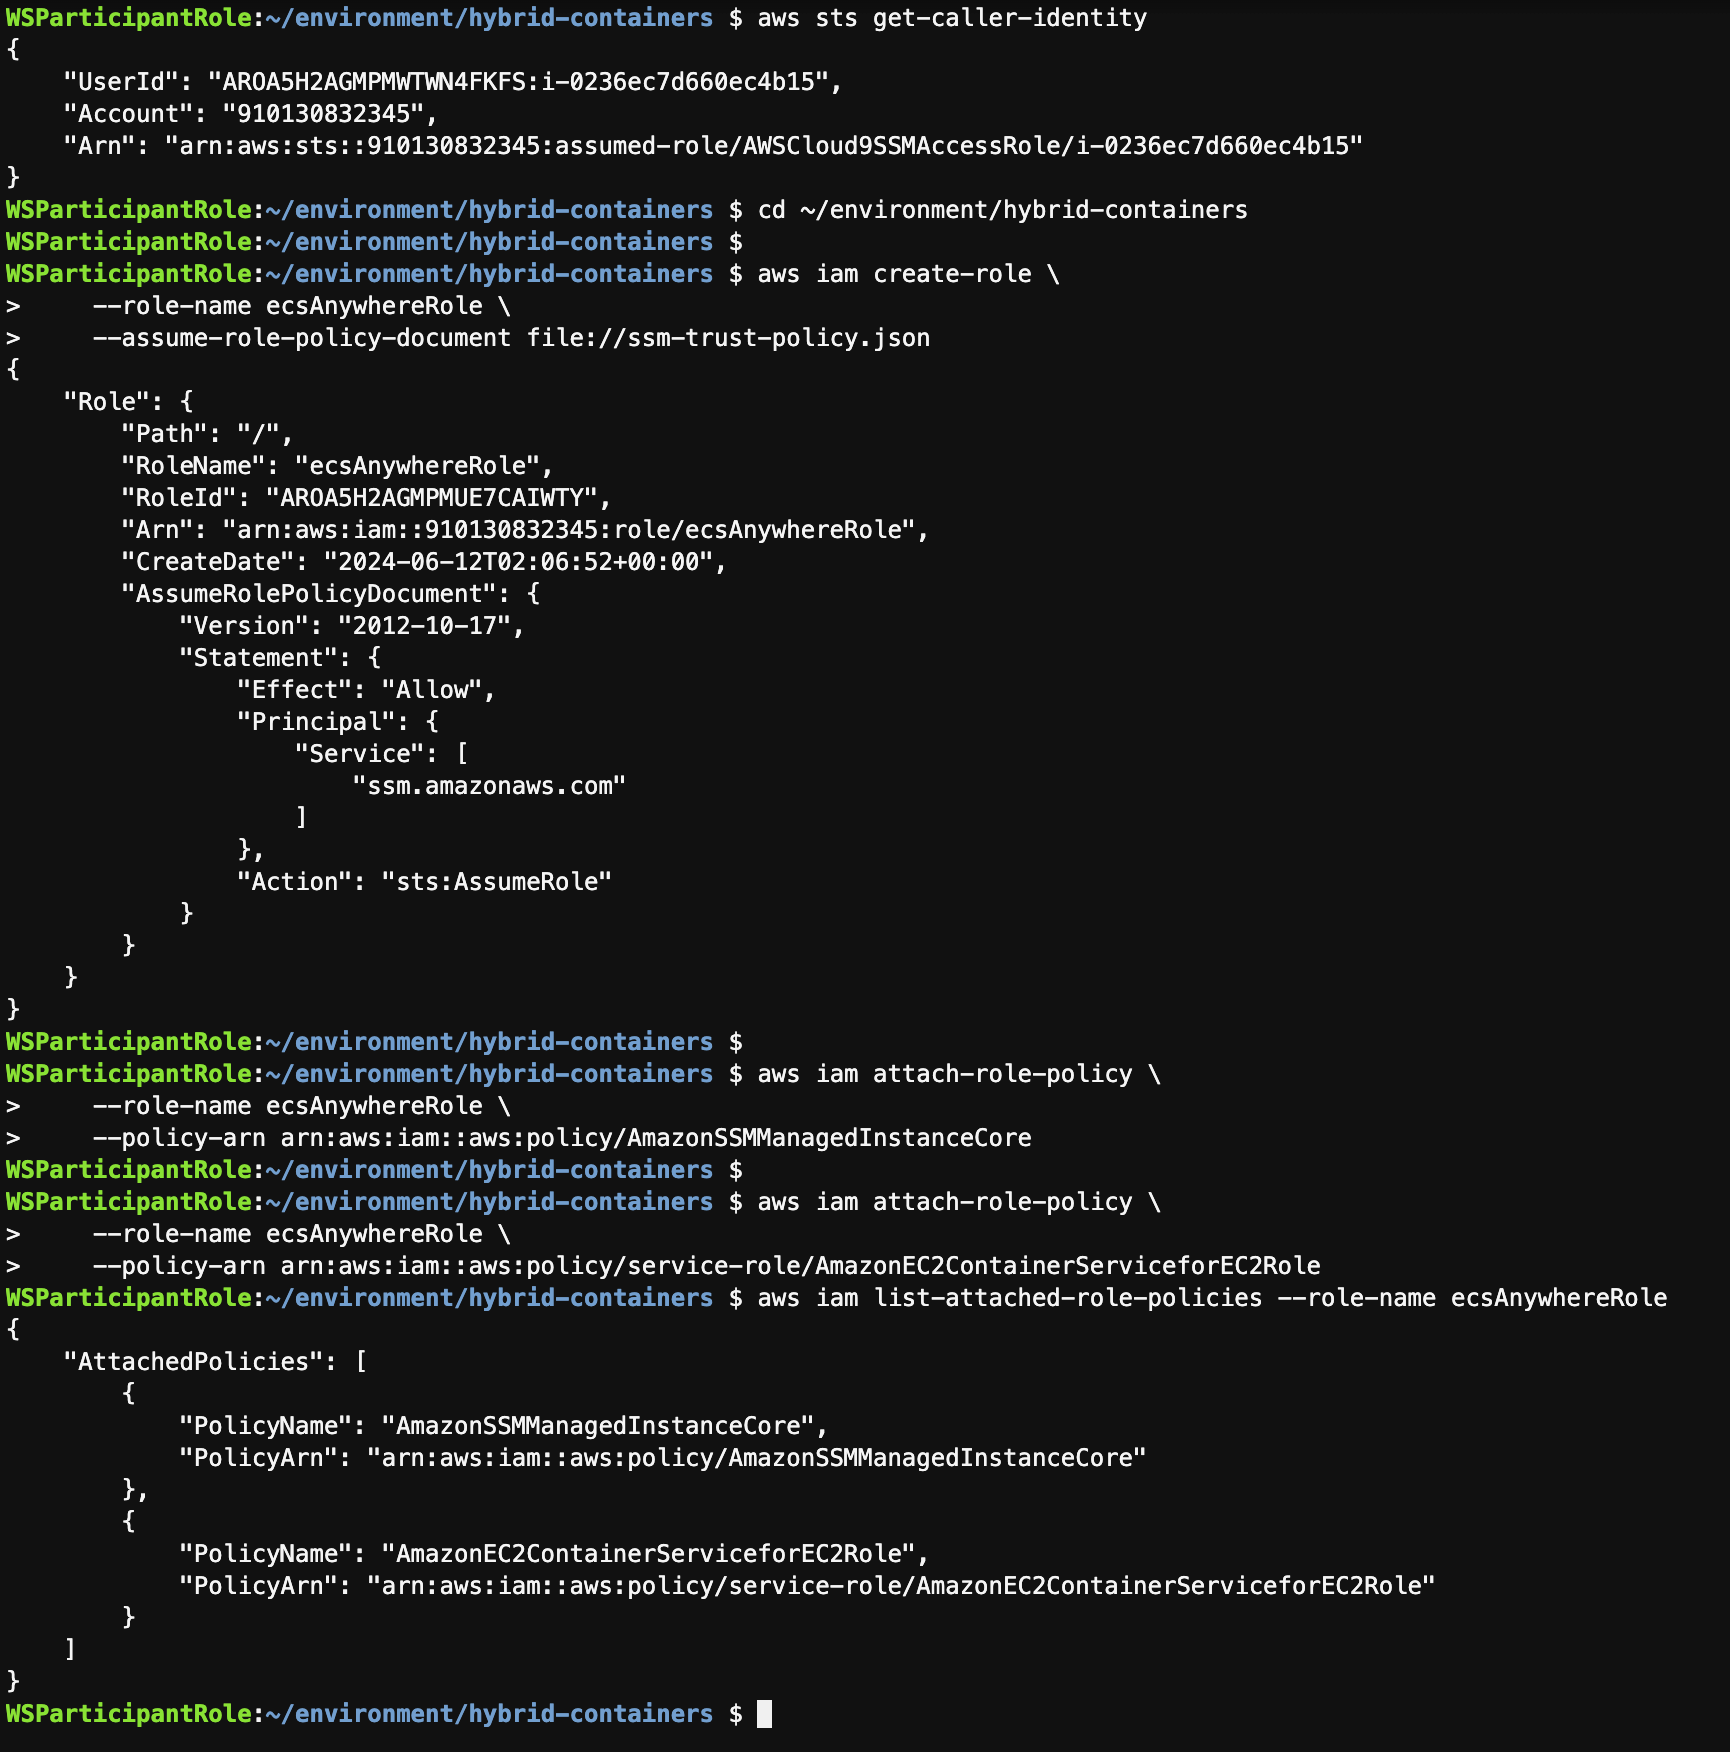 WSParticipantRole:~/environment/hybrid-containers $ aws sts get-caller-identity
{
    "UserId": "AROA5H2AGMPMWTWN4FKFS:i-0236ec7d660ec4b15",
    "Account": "910130832345",
    "Arn": "arn:aws:sts::910130832345:assumed-role/AWSCloud9SSMAccessRole/i-0236ec7d660ec4b15"
}
WSParticipantRole:~/environment/hybrid-containers $ cd ~/environment/hybrid-containers
WSParticipantRole:~/environment/hybrid-containers $
WSParticipantRole:~/environment/hybrid-containers $ aws iam create-role \
>     --role-name ecsAnywhereRole \
>     --assume-role-policy-document file://ssm-trust-policy.json
{
    "Role": {
        "Path": "/",
        "RoleName": "ecsAnywhereRole",
        "RoleId": "AROA5H2AGMPMUE7CAIWTY",
        "Arn": "arn:aws:iam::910130832345:role/ecsAnywhereRole",
        "CreateDate": "2024-06-12T02:06:52+00:00",
        "AssumeRolePolicyDocument": {
            "Version": "2012-10-17",
            "Statement": {
                "Effect": "Allow",
                "Principal": {
                    "Service": [
                        "ssm.amazonaws.com"
                    ]
                },
                "Action": "sts:AssumeRole"
            }
        }
    }
}
WSParticipantRole:~/environment/hybrid-containers $
WSParticipantRole:~/environment/hybrid-containers $ aws iam attach-role-policy \
>     --role-name ecsAnywhereRole \
>     --policy-arn arn:aws:iam::aws:policy/AmazonSSMManagedInstanceCore
WSParticipantRole:~/environment/hybrid-containers $
WSParticipantRole:~/environment/hybrid-containers $ aws iam attach-role-policy \
>     --role-name ecsAnywhereRole \
>     --policy-arn arn:aws:iam::aws:policy/service-role/AmazonEC2ContainerServiceforEC2Role
WSParticipantRole:~/environment/hybrid-containers $ aws iam list-attached-role-policies --role-name ecsAnywhereRole
{
    "AttachedPolicies": [
        {
            "PolicyName": "AmazonSSMManagedInstanceCore",
            "PolicyArn": "arn:aws:iam::aws:policy/AmazonSSMManagedInstanceCore"
        },
        {
            "PolicyName": "AmazonEC2ContainerServiceforEC2Role",
            "PolicyArn": "arn:aws:iam::aws:policy/service-role/AmazonEC2ContainerServiceforEC2Role"
        }
    ]
}
WSParticipantRole:~/environment/hybrid-containers $